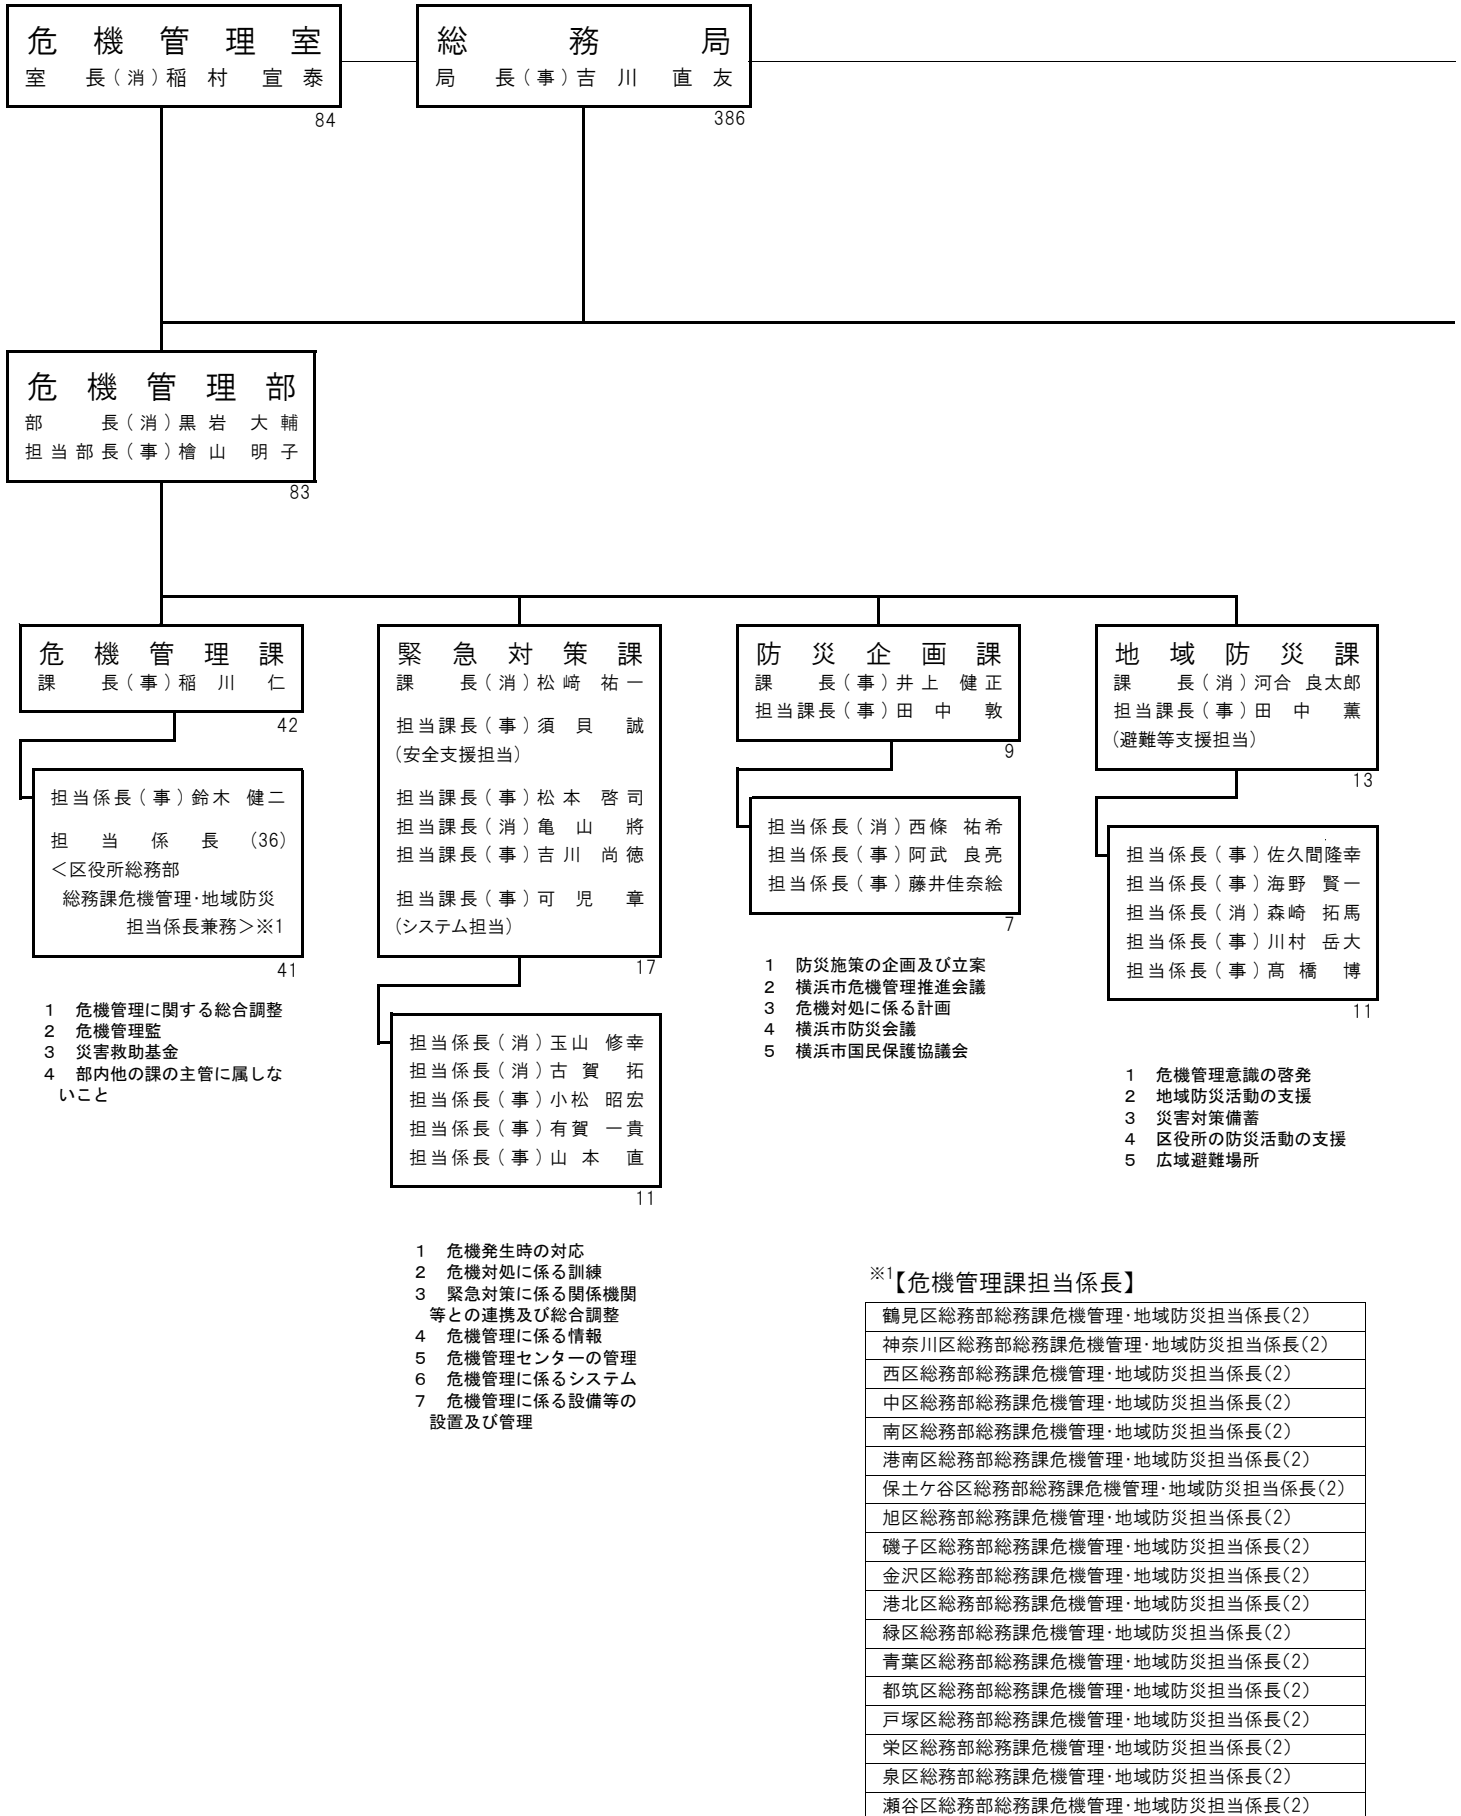 危機管理室
室長(消)稲村 宣泰
84
総務局
局長(事)吉川 直友
386
危機管理部
部長(消)黒岩 大輔
担当部長(事)檜山 明子
83
危機管理課
課長(事)稲川 仁
42
担当係長(事)鈴木 健二
担当係長 (36)
<区役所総務部
総務課危機管理・地域防災
担当係長兼務>※1
41
1 危機管理に関する総合調整
2 危機管理監
3 災害救助基金
4 部内他の課の主管に属しな
いこと
緊急対策課
課長(消)松﨑 祐一
担当課長(事)須貝 誠
(安全支援担当)
担当課長(事)松本 啓司
担当課長(消)亀山 將
担当課長(事)吉川 尚徳
担当課長(事)可児 章
(システム担当)
17
担当係長(消)玉山 修幸
担当係長(消)古賀 拓
担当係長(事)小松 昭宏
担当係長(事)有賀 一貴
担当係長(事)山本 直
11
1 危機発生時の対応
2 危機対処に係る訓練
3 緊急対策に係る関係機関
等との連携及び総合調整
4 危機管理に係る情報
5 危機管理センターの管理
6 危機管理に係るシステム
7 危機管理に係る設備等の
設置及び管理
防災企画課
課長(事)井上 健正
担当課長(事)田中 敦
9
担当係長(消)西條 祐希
担当係長(事)阿武 良亮
担当係長(事)藤井佳奈絵
7
1 防災施策の企画及び立案
2 横浜市危機管理推進会議
3 危機対処に係る計画
4 横浜市防災会議
5 横浜市国民保護協議会
地域防災課
課長(消)河合 良太郎
担当課長(事)田中 薫
(避難等支援担当)
13
担当係長(事)佐久間隆幸
担当係長(事)海野 賢一
担当係長(消)森崎 拓馬
担当係長(事)川村 岳大
担当係長(事)髙橋 博
11
1 危機管理意識の啓発
2 地域防災活動の支援
3 災害対策備蓄
4 区役所の防災活動の支援
5 広域避難場所
※1【危機管理課担当係長】
鶴見区総務部総務課危機管理・地域防災担当係長(2)
神奈川区総務部総務課危機管理・地域防災担当係長(2)
西区総務部総務課危機管理・地域防災担当係長(2)
中区総務部総務課危機管理・地域防災担当係長(2)
南区総務部総務課危機管理・地域防災担当係長(2)
港南区総務部総務課危機管理・地域防災担当係長(2)
保土ケ谷区総務部総務課危機管理・地域防災担当係長(2)
旭区総務部総務課危機管理・地域防災担当係長(2)
磯子区総務部総務課危機管理・地域防災担当係長(2)
金沢区総務部総務課危機管理・地域防災担当係長(2)
港北区総務部総務課危機管理・地域防災担当係長(2)
緑区総務部総務課危機管理・地域防災担当係長(2)
青葉区総務部総務課危機管理・地域防災担当係長(2)
都筑区総務部総務課危機管理・地域防災担当係長(2)
戸塚区総務部総務課危機管理・地域防災担当係長(2)
栄区総務部総務課危機管理・地域防災担当係長(2)
泉区総務部総務課危機管理・地域防災担当係長(2)
瀬谷区総務部総務課危機管理・地域防災担当係長(2)